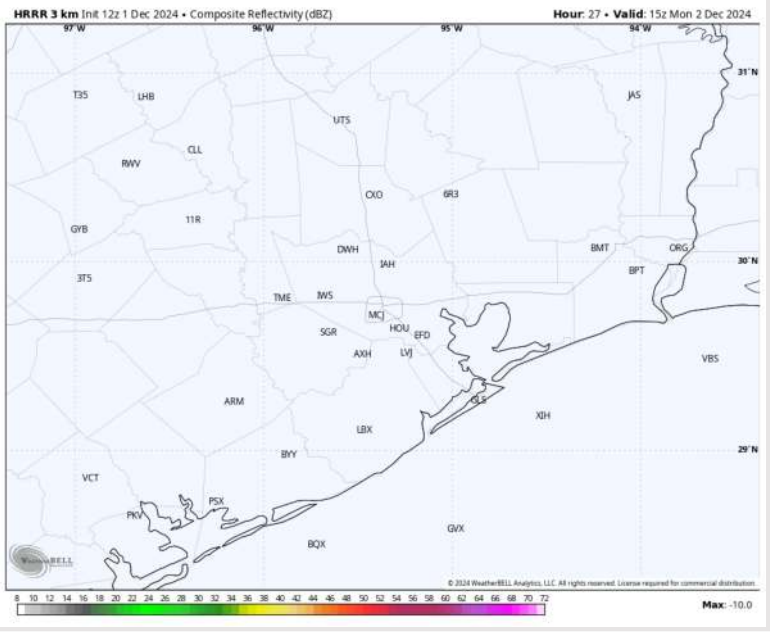 HRRR 3 km Init 12z 1 Dec 2024 • Composite Reflectivity (dBZ) Hour: 27 • Valid: 15z Mon 2 Dec 2024
97°W 96°W 95°W 94°W
31°N
T35 LHB JAS
UTS
CLL
RWV
CXO 6R3
11R
GYB
DWH BMT ORG
IAH 30°N
3T5 BPT
TME IWS
MCJ
SGR HOU EFD
AXH LVJ
VBS
ARM GLS
XIH
LBX
BYY 29°N
VCT
PSX
PKV
GVX
BQX
WeatherBELL
© 2024 WeatherBELL Analytics, LLC. All rights reserved. License required for commercial distribution.
8 10 12 14 16 18 20 22 24 26 28 30 32 34 36 38 40 42 44 46 48 50 52 54 56 58 60 62 64 66 68 70 72
Max: -10.0